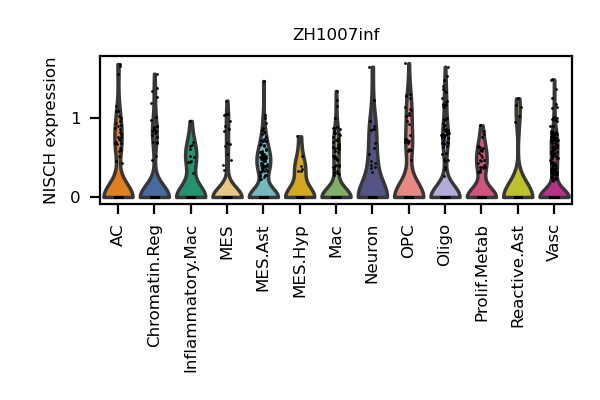 ZH1007inf
NISCH expression
1
0
AC
Chromatin.Reg
Inflammatory.Mac
MES
MES.Ast
MES.Hyp
Mac
Neuron
OPC
Oligo
Prolif.Metab
Reactive.Ast
Vasc